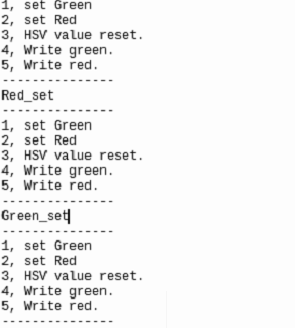 1, set Green
2, set Red
3, HSV value reset.
4, Write green.
5, Write red.
---------------
Red_set
---------------
1, set Green
2, set Red
3, HSV value reset.
4, Write green.
5, Write red.
---------------
Green_set
---------------
1, set Green
2, set Red
3, HSV value reset.
4, Write green.
5, Write red.
---------------